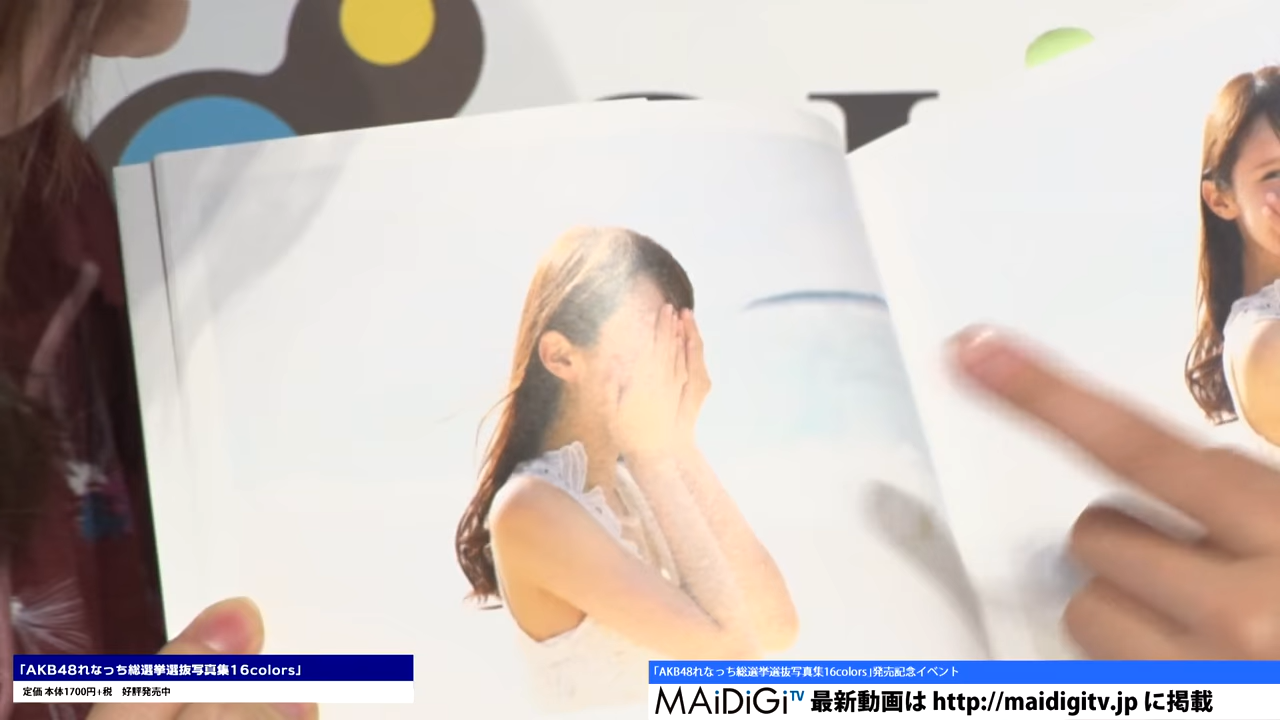 「AKB48れなっち総選挙選抜写真集16colors」
定価 本体1700円+税　好評発売中
「AKB48れなっち総選挙選抜写真集16colors」発売記念イベント
MAiDiGiTV 最新動画は http://maidigitv.jp に掲載